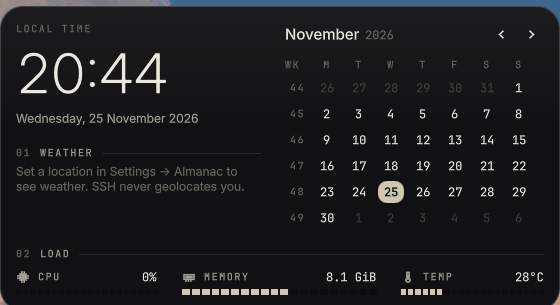 LOCAL TIME
20:44
Wednesday, 25 November 2026
01 WEATHER
Set a location in Settings → Almanac to
see weather. SSH never geolocates you.
November 2026
WK M T W T F S S
44 26 27 28 29 30 31 1
45 2 3 4 5 6 7 8
46 9 10 11 12 13 14 15
47 16 17 18 19 20 21 22
48 23 24 25 26 27 28 29
49 30 1 2 3 4 5 6
02 LOAD
CPU 0% MEMORY 8.1 GiB TEMP 28°C